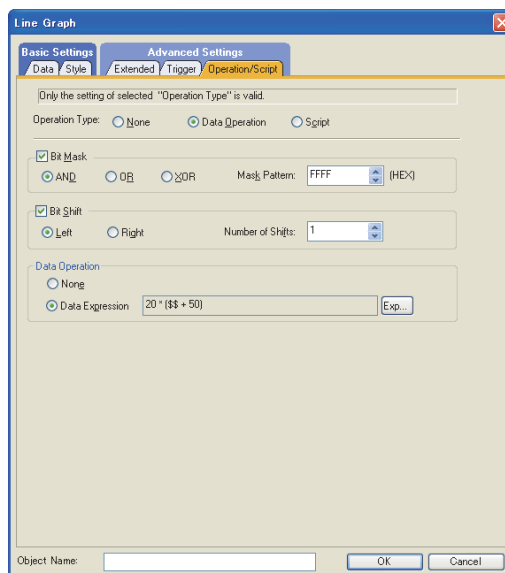 Line Graph
Basic Settings Advanced Settings
Data Style Extended Trigger Operation/Script
Only the setting of selected "Operation Type" is valid.
Operation Type: None Data Operation Script
Bit Mask
AND OR XOR Mask Pattern: FFFF (HEX)
Bit Shift
Left Right Number of Shifts: 1
Data Operation
None
Data Expression 20 * ($$ + 50) Exp...
Object Name: OK Cancel